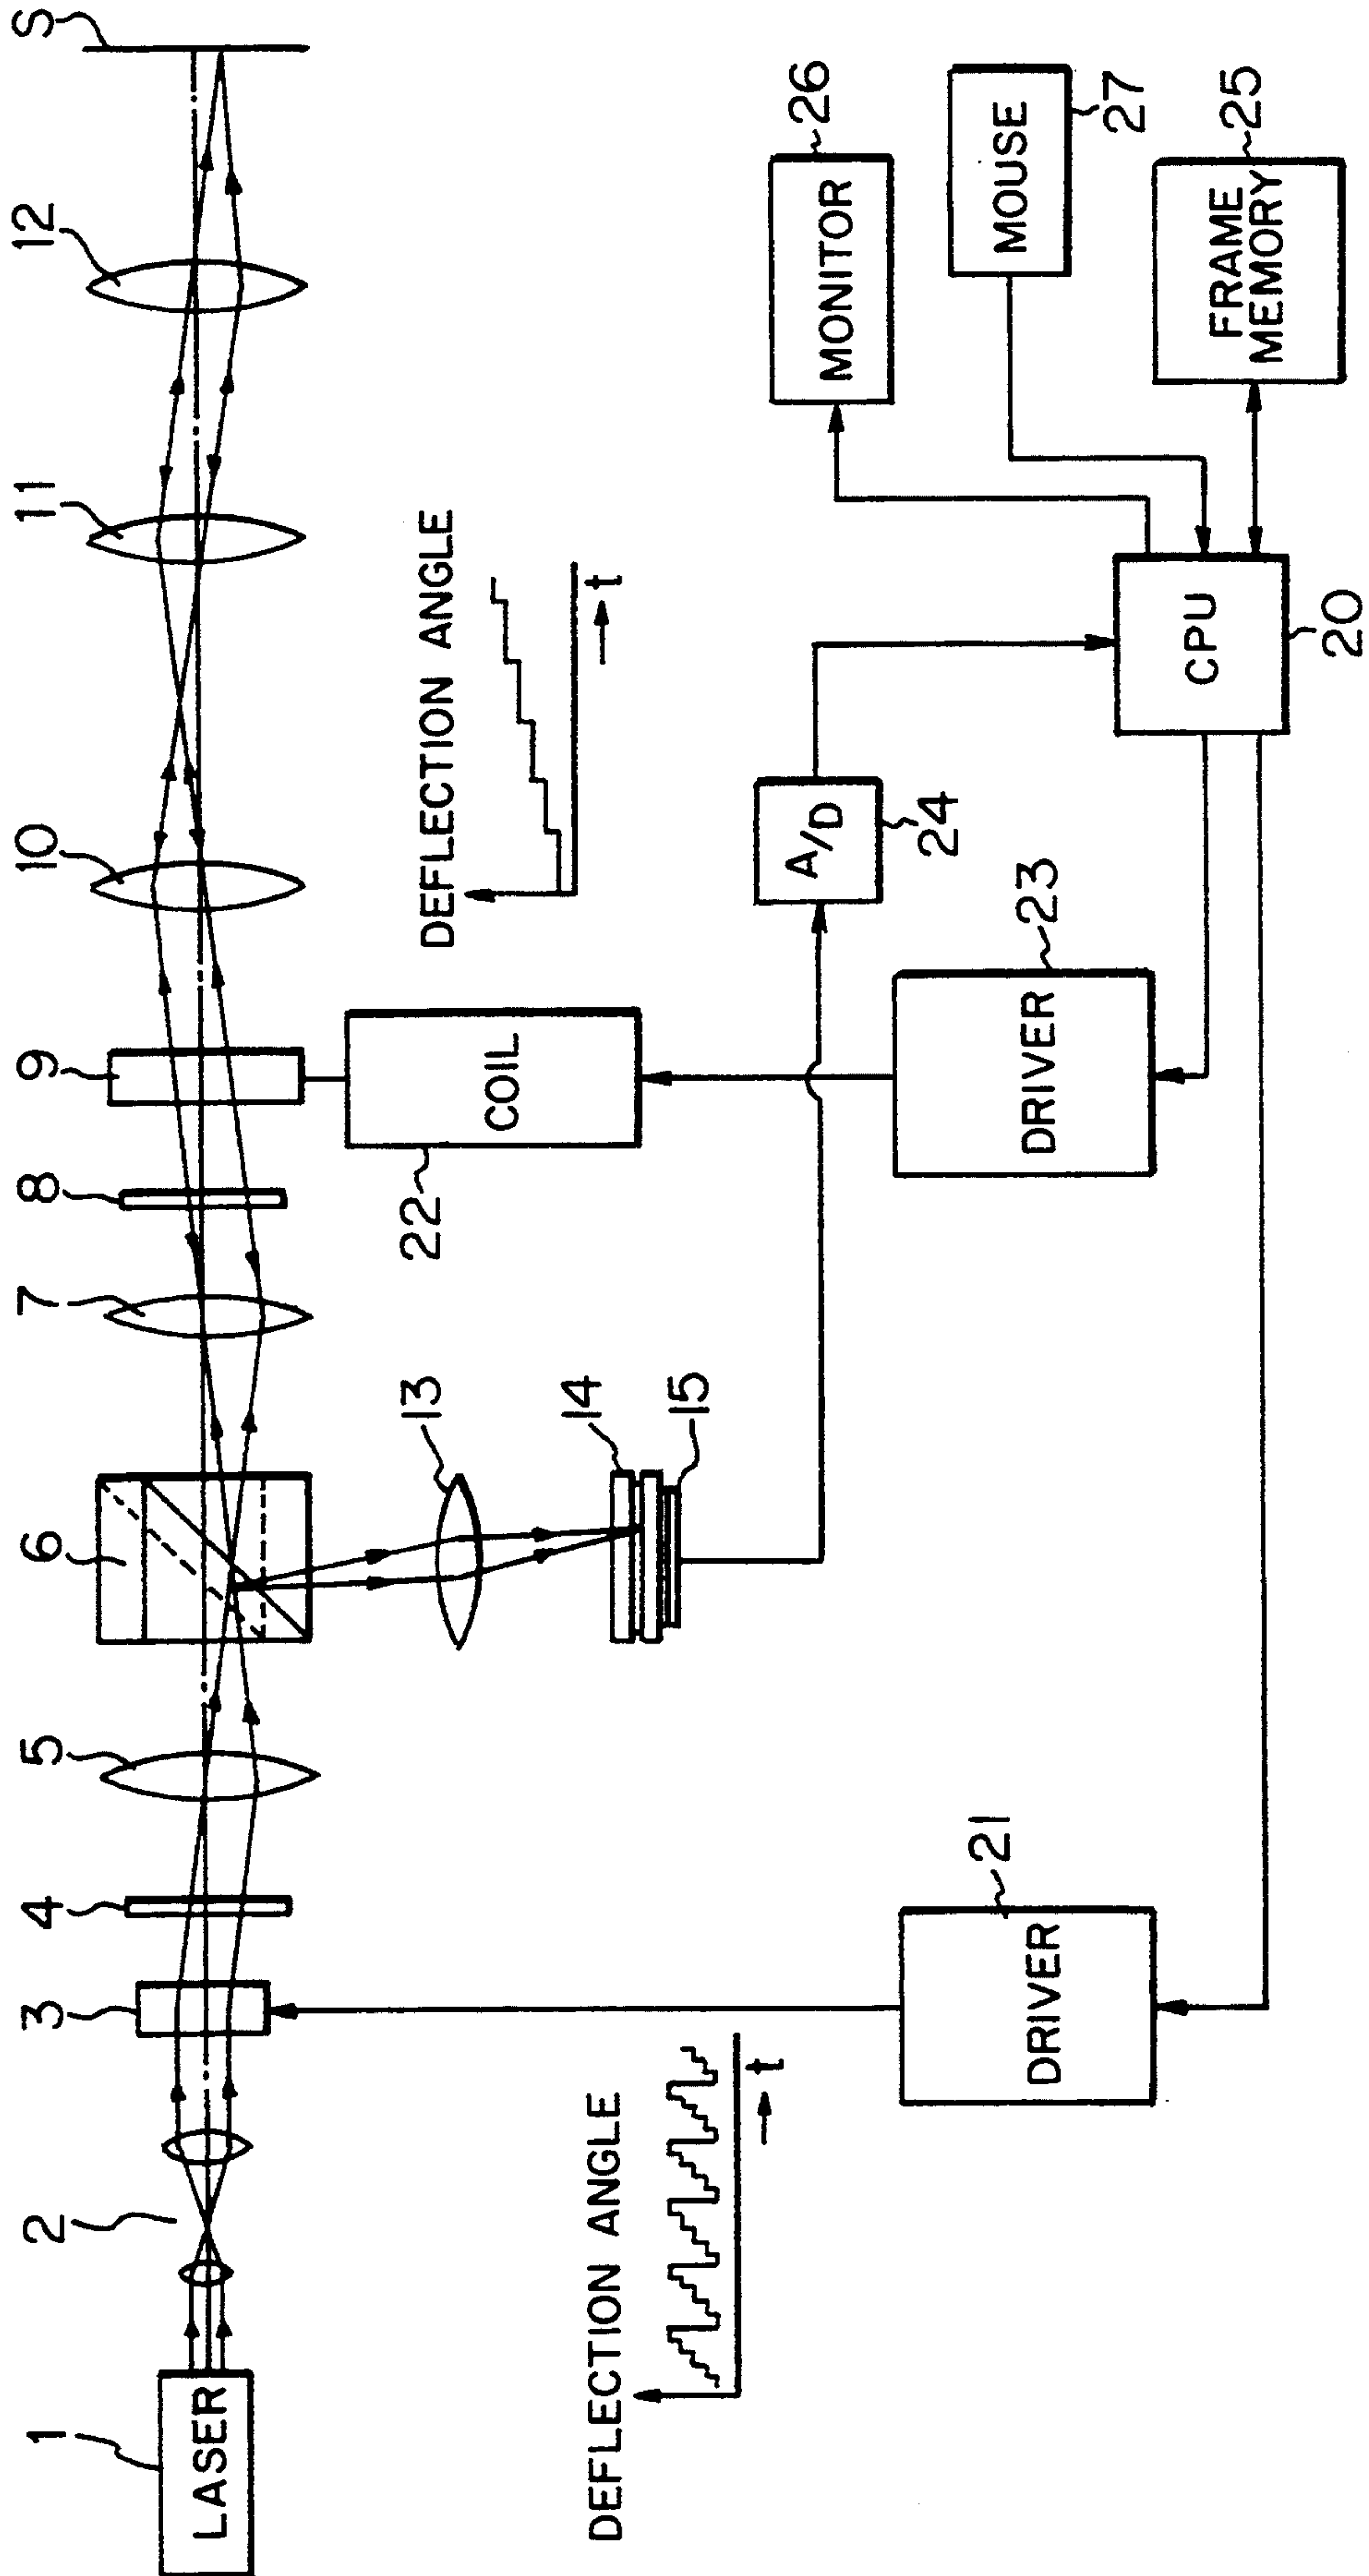 1
LASER
2
3
4
5
6
7
8
9
10
11
12
S
13
14
15
22
COIL
DEFLECTION ANGLE
t
DEFLECTION ANGLE
t
21
DRIVER
23
DRIVER
A/D
24
CPU
20
26
MONITOR
MOUSE
27
25
FRAME
MEMORY